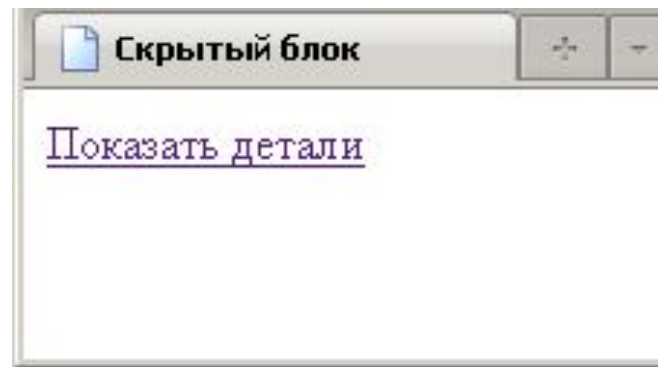 Скрытый блок
Показать детали